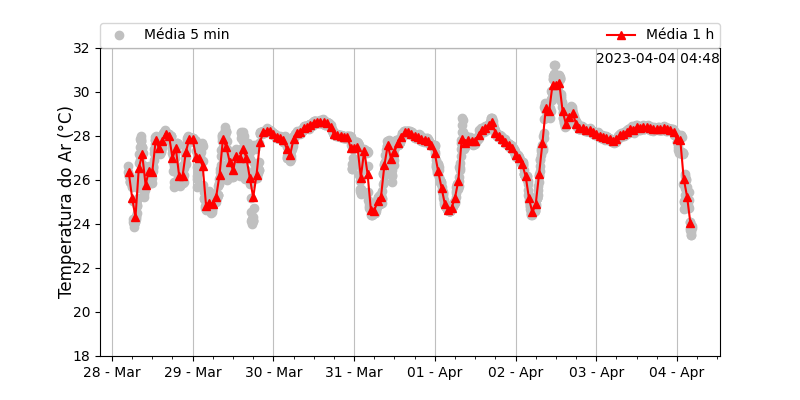 Média 5 min
Média 1 h
2023-04-04 04:48
Temperatura do Ar (°C)
32
30
28
26
24
22
20
18
28 - Mar
29 - Mar
30 - Mar
31 - Mar
01 - Apr
02 - Apr
03 - Apr
04 - Apr